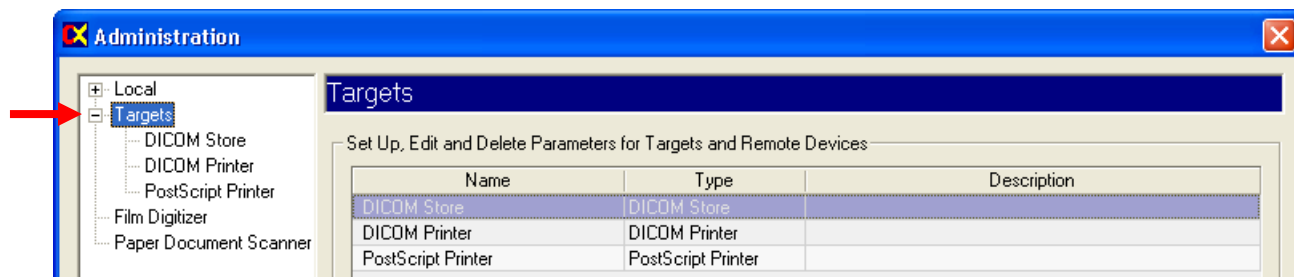 Administration
Local
Targets
DICOM Store
DICOM Printer
PostScript Printer
Film Digitizer
Paper Document Scanner
Targets
Set Up, Edit and Delete Parameters for Targets and Remote Devices
Name Type Description
DICOM Store DICOM Store
DICOM Printer DICOM Printer
PostScript Printer PostScript Printer